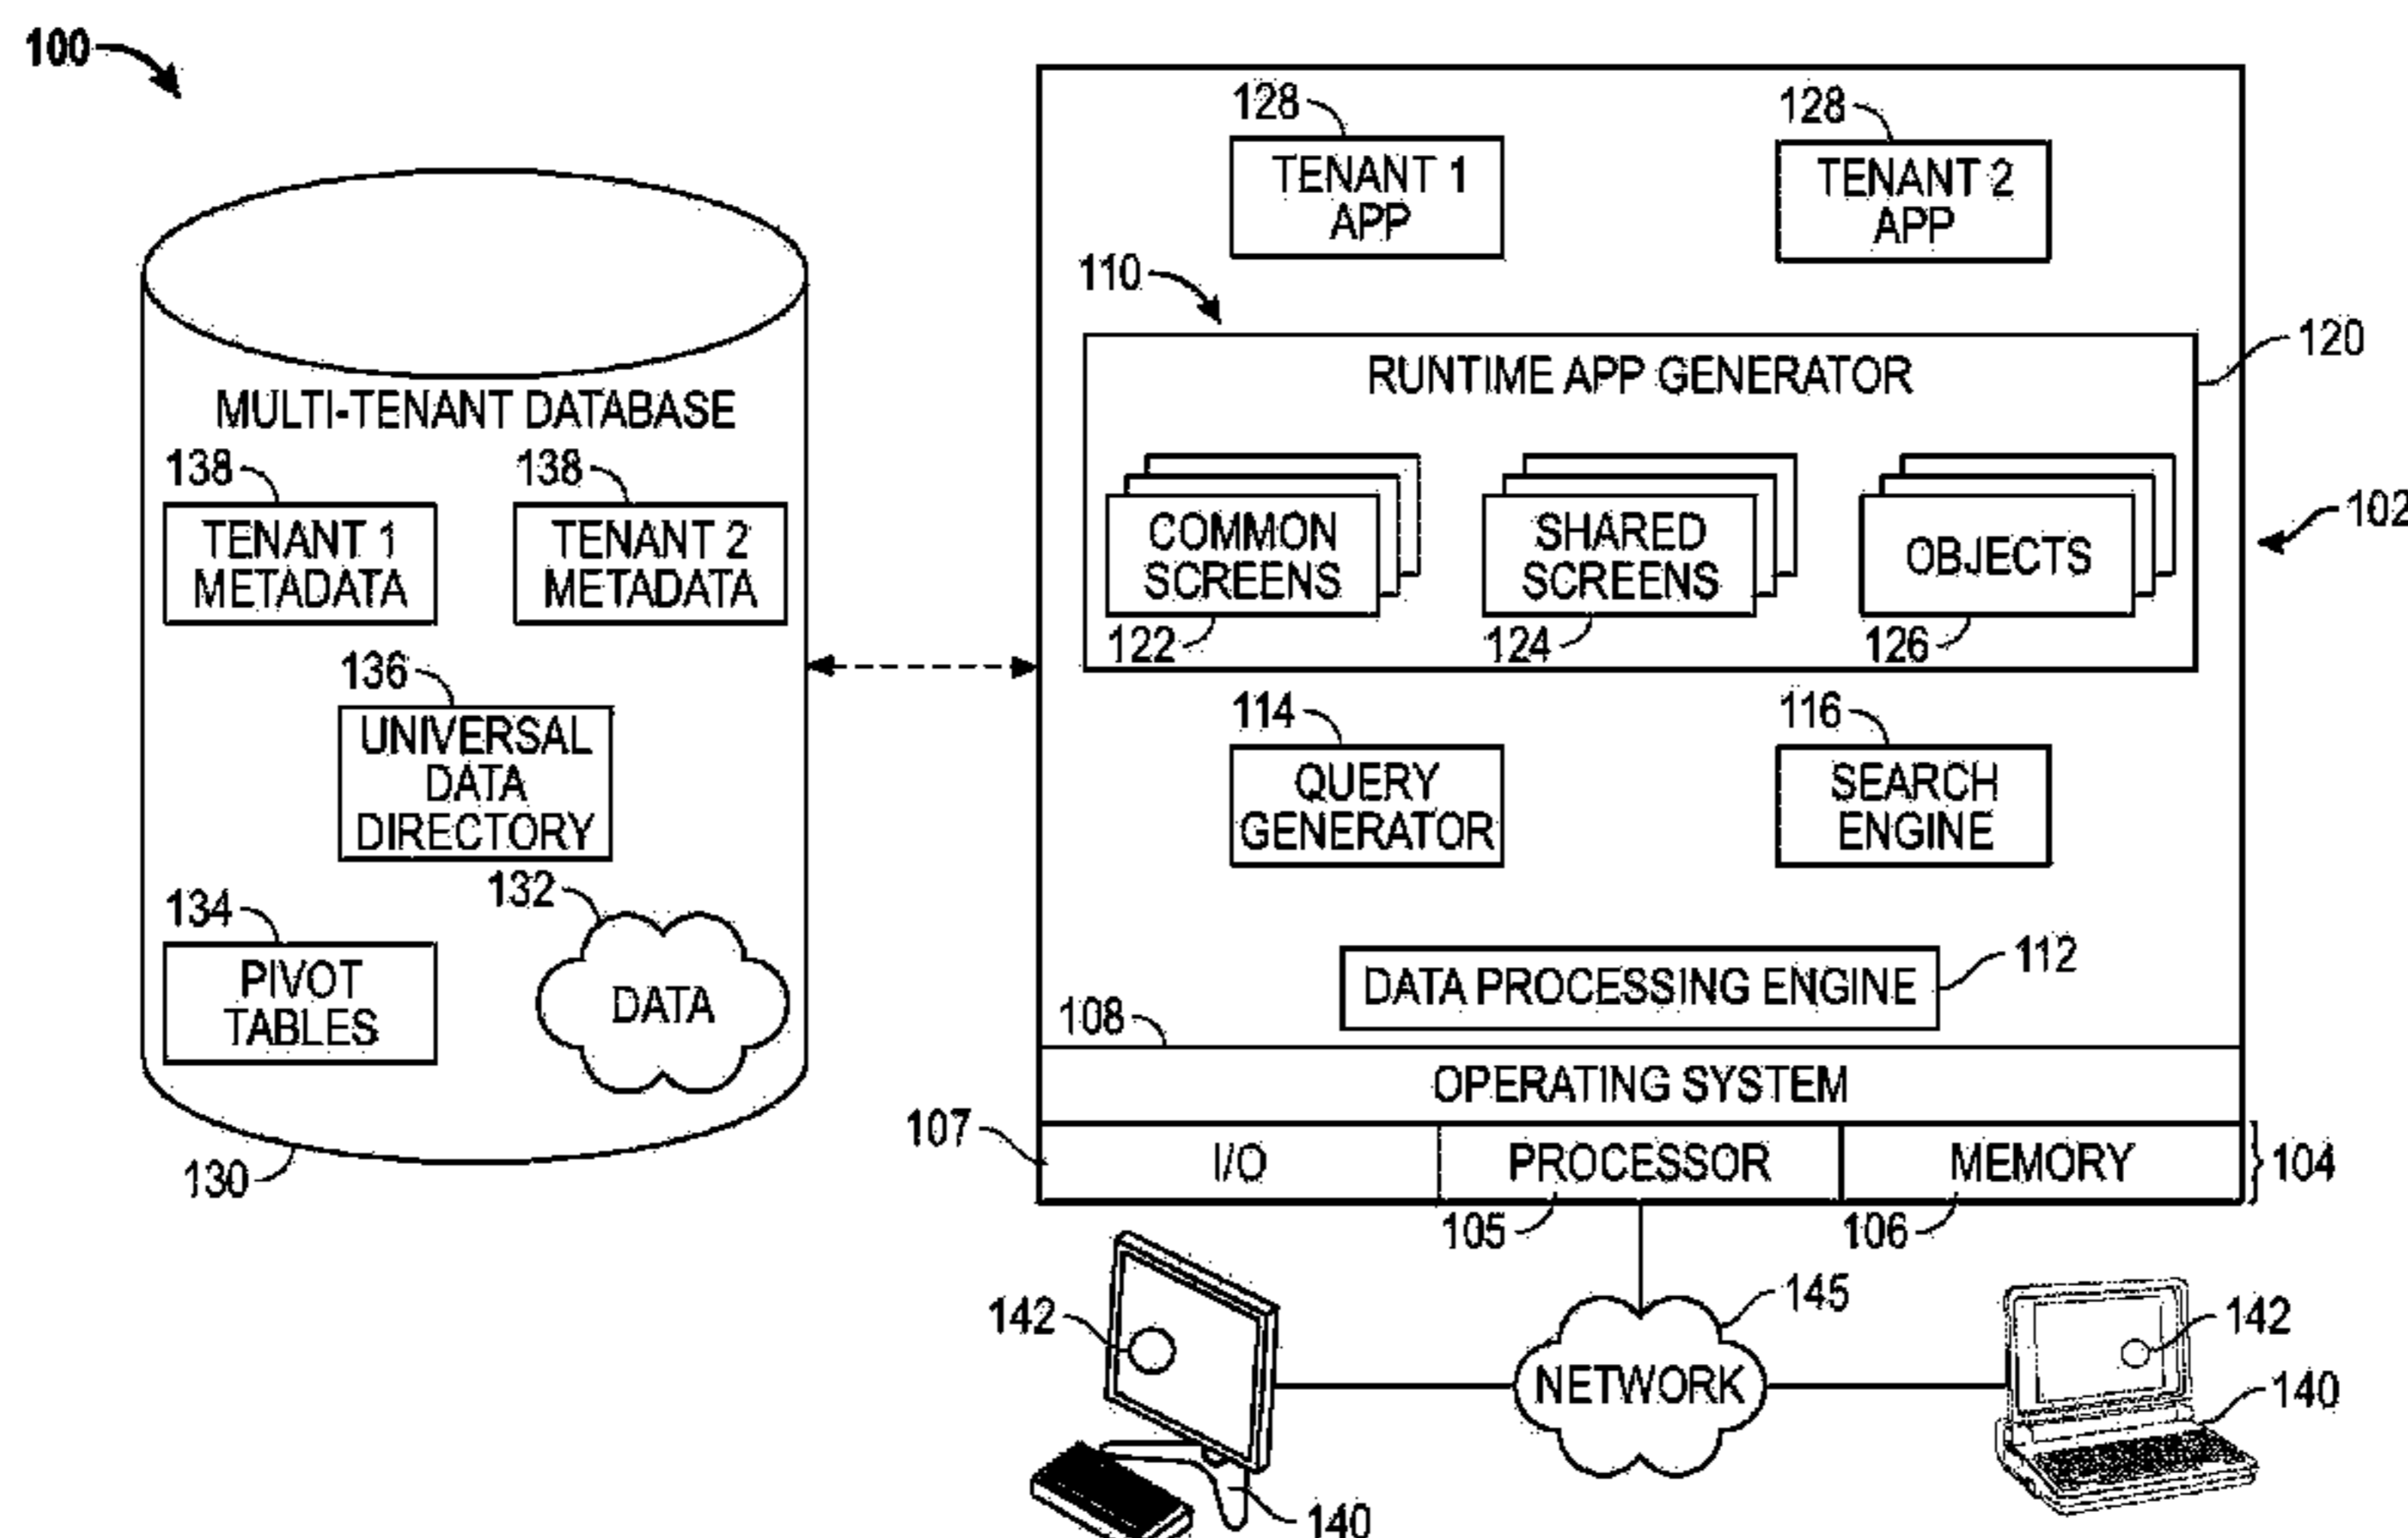 100
MULTI-TENANT DATABASE
138
138
TENANT 1
METADATA
TENANT 2
METADATA
136
UNIVERSAL
DATA
DIRECTORY
134
PIVOT
TABLES
132
DATA
130
128
TENANT 1
APP
128
TENANT 2
APP
110
120
RUNTIME APP GENERATOR
COMMON
SCREENS
122
SHARED
SCREENS
124
OBJECTS
126
102
114
QUERY
GENERATOR
116
SEARCH
ENGINE
DATA PROCESSING ENGINE
112
108
OPERATING SYSTEM
107
I/O
PROCESSOR
MEMORY
104
105
106
142
140
145
NETWORK
142
140